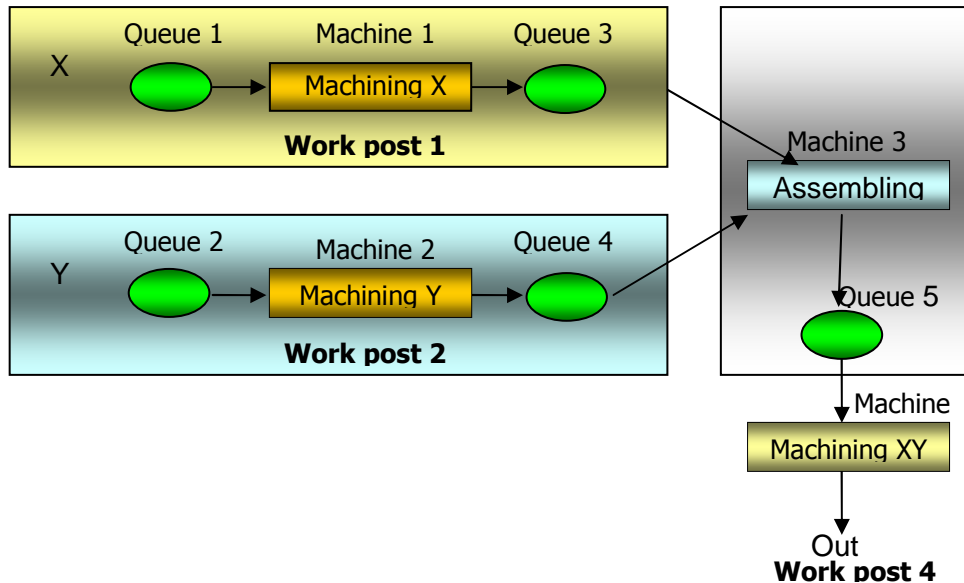 Queue 1
Machine 1
Queue 3
X
Machining X
Work post 1
Machine 3
Assembling
Queue 2
Machine 2
Queue 4
Y
Machining Y
Work post 2
Queue 5
Machine
Machining XY
Out
Work post 4